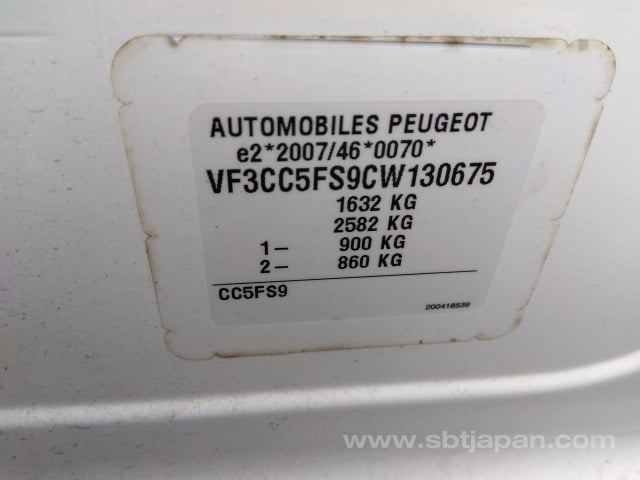 AUTOMOBILES PEUGEOT
e2*2007/46*0070*
VF3CC5FS9CW130675
1632 KG
2582 KG
1- 900 KG
2- 860 KG
CC5FS9
200418539
www.sbtjapan.com